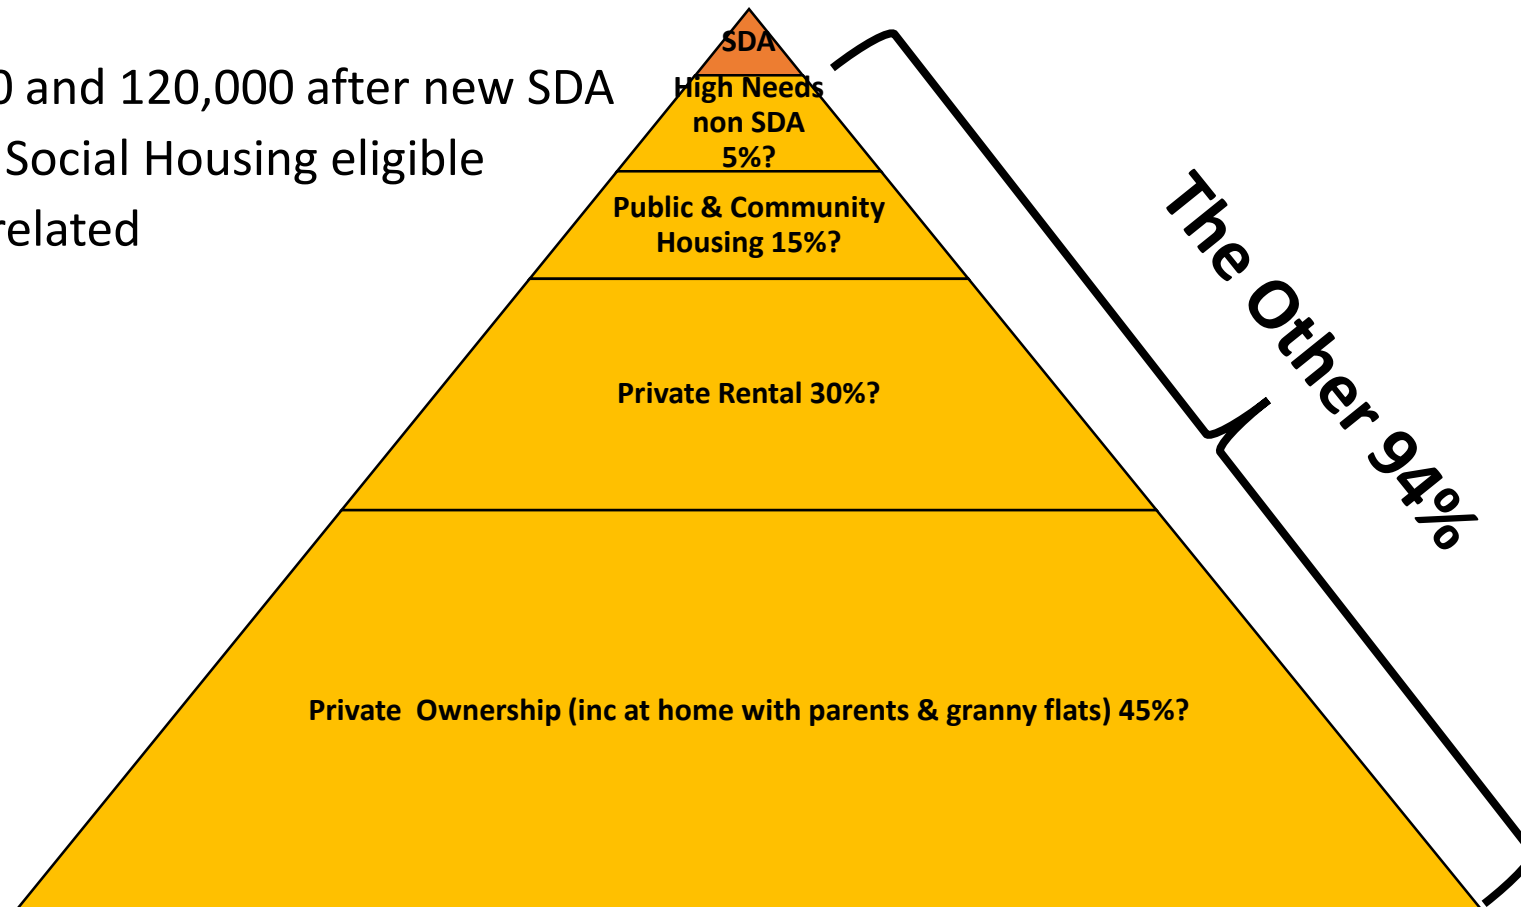 0 and 120,000 after new SDA
Social Housing eligible
related
SDA
High Needs
non SDA
5%?
Public & Community
Housing 15%?
Private Rental 30%?
Private  Ownership (inc at home with parents & granny flats) 45%?
The Other 94%